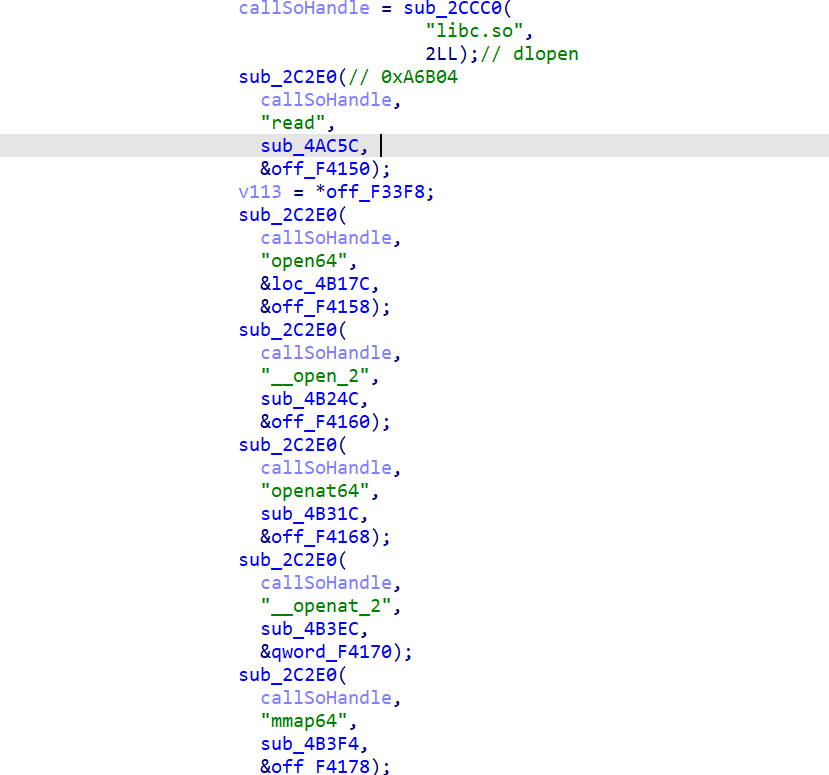 callSoHandle = sub_2CCC0(
"libc.so",
2LL);// dlopen
sub_2C2E0(// 0xA6B04
callSoHandle,
"read",
sub_4AC5C,
&off_F4150);
v113 = *off_F33F8;
sub_2C2E0(
callSoHandle,
"open64",
&loc_4B17C,
&off_F4158);
sub_2C2E0(
callSoHandle,
"__open_2",
sub_4B24C,
&off_F4160);
sub_2C2E0(
callSoHandle,
"openat64",
sub_4B31C,
&off_F4168);
sub_2C2E0(
callSoHandle,
"__openat_2",
sub_4B3EC,
&qword_F4170);
sub_2C2E0(
callSoHandle,
"mmap64",
sub_4B3F4,
&off_F4178);